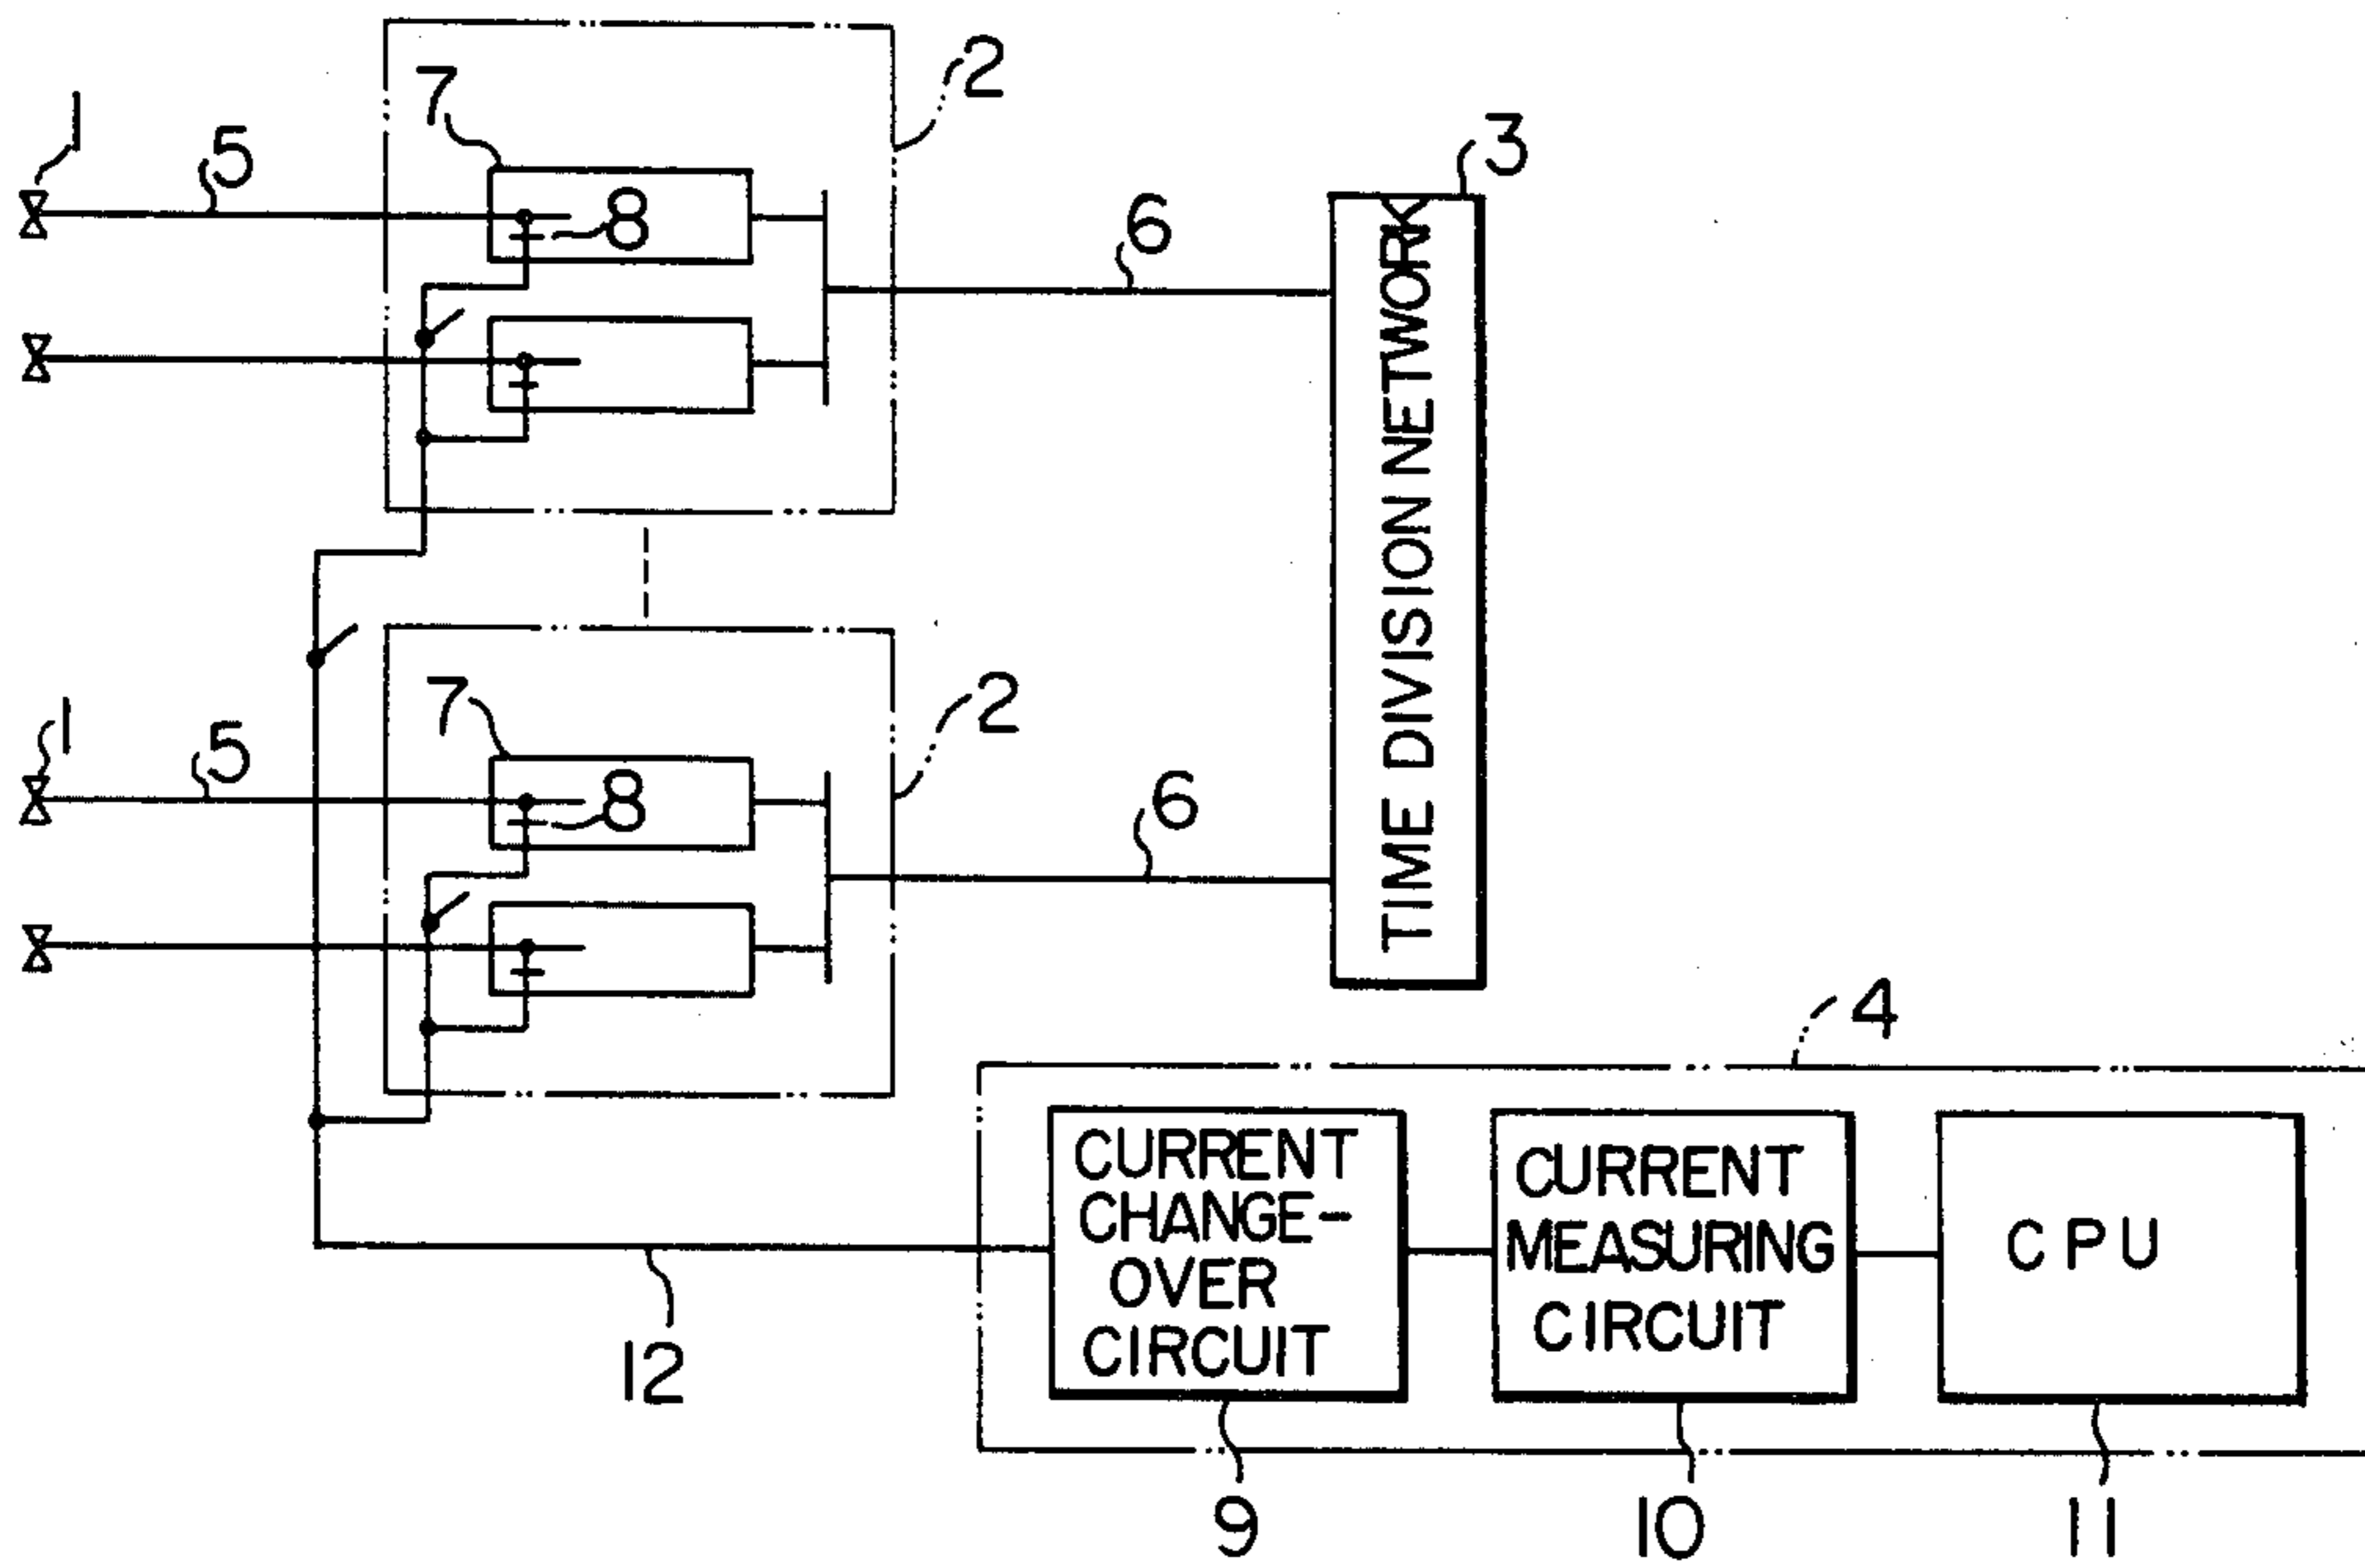 2
7
1
5
8
3
6
TIME DIVISION NETWORK
7
2
1
5
8
6
4
CURRENT
CHANGE-
OVER
CIRCUIT
CURRENT
MEASURING
CIRCUIT
CPU
12
9
10
11